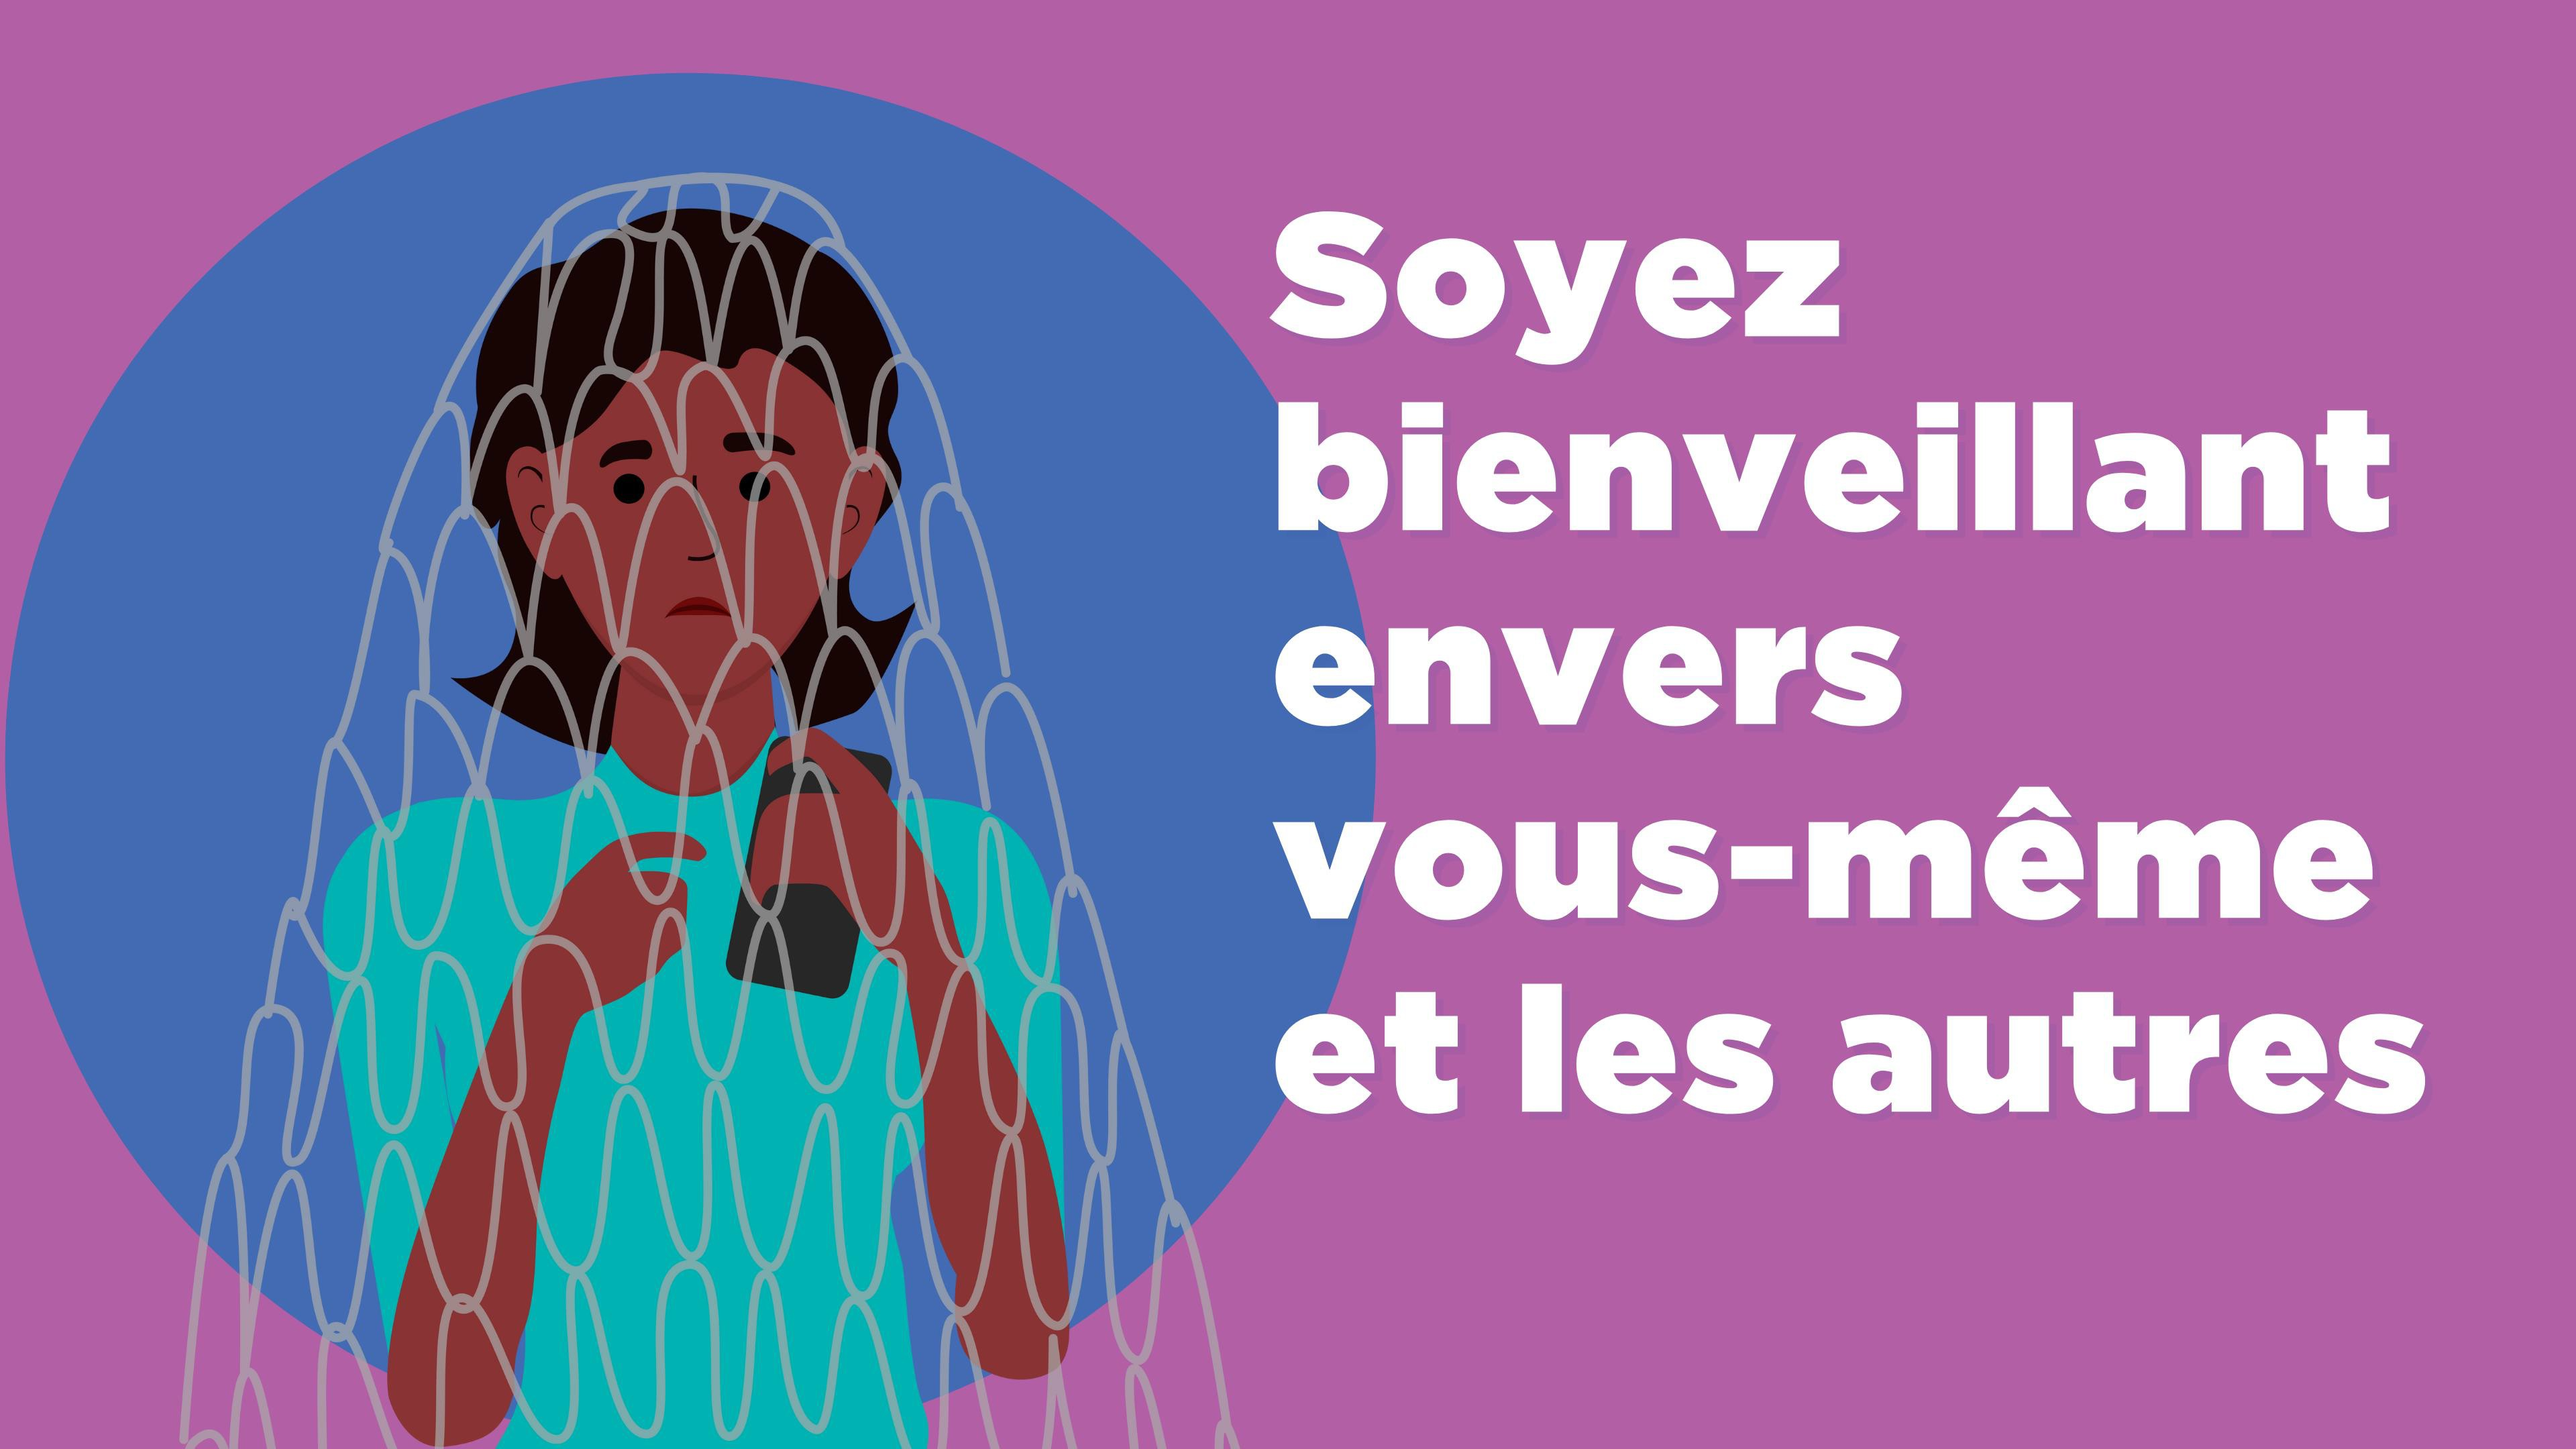 Soyez
bienveillant
envers
vous-même
et les autres